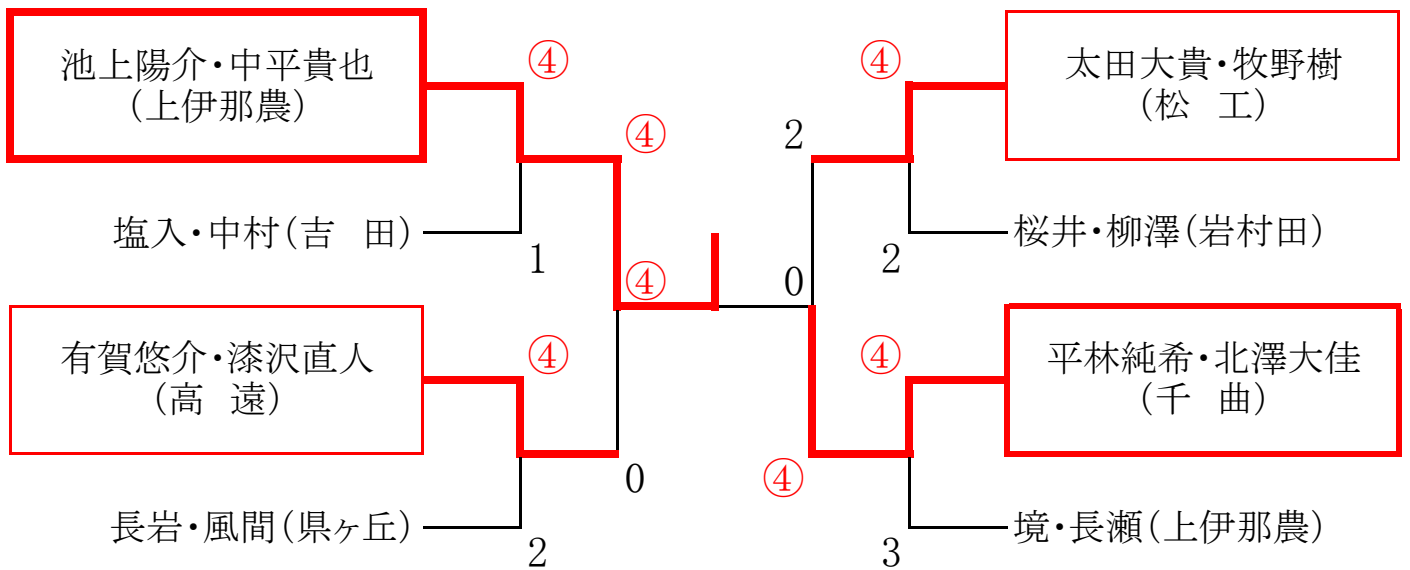 池上陽介・中平貴也
(上伊那農)
④
④
塩入・中村(吉　田)
1
④
有賀悠介・漆沢直人
(高　遠)
④
0
長岩・風間(県ヶ丘)
2
太田大貴・牧野樹
(松　工)
④
2
桜井・柳澤(岩村田)
2
0
平林純希・北澤大佳
(千　曲)
④
④
境・長瀬(上伊那農)
3